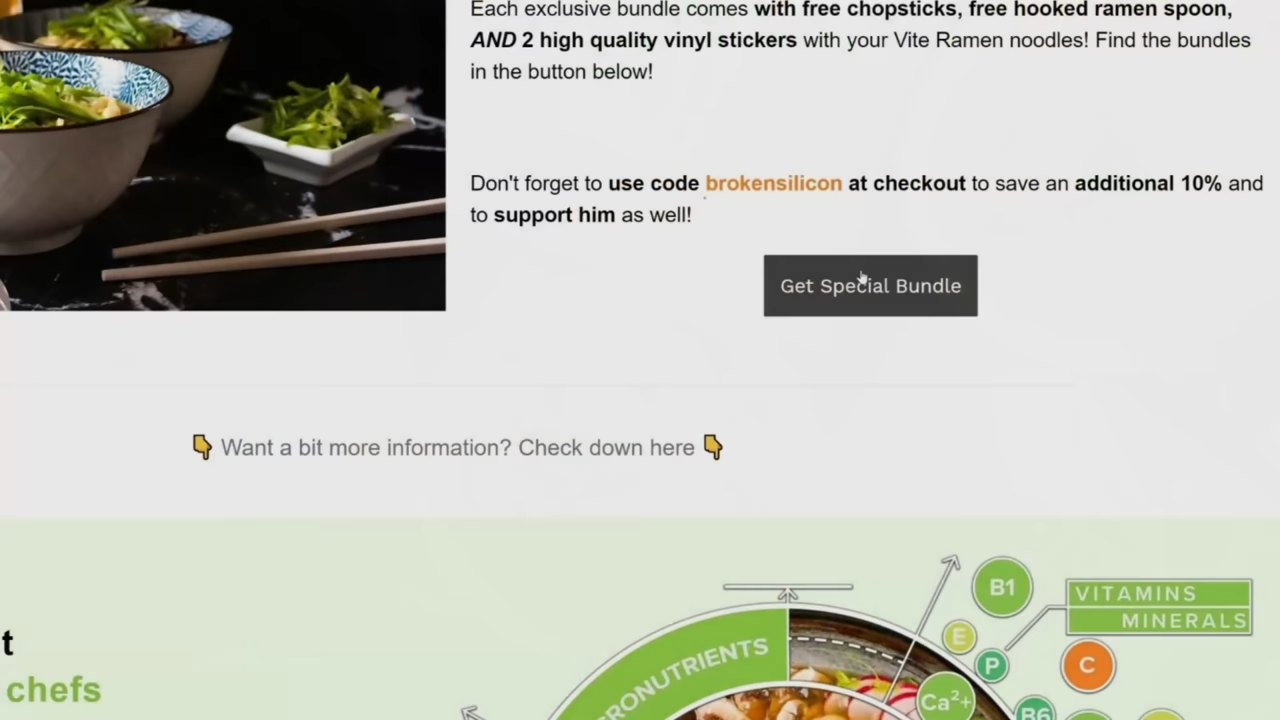 Each exclusive bundle comes with free chopsticks, free hooked ramen spoon,
AND 2 high quality vinyl stickers with your Vite Ramen noodles! Find the bundles
in the button below!
Don't forget to use code brokensilicon at checkout to save an additional 10% and
to support him as well!
Get Special Bundle
Want a bit more information? Check down here
B1
VITAMINS
MINERALS
E
P
C
t
chefs
Ca²+
B6